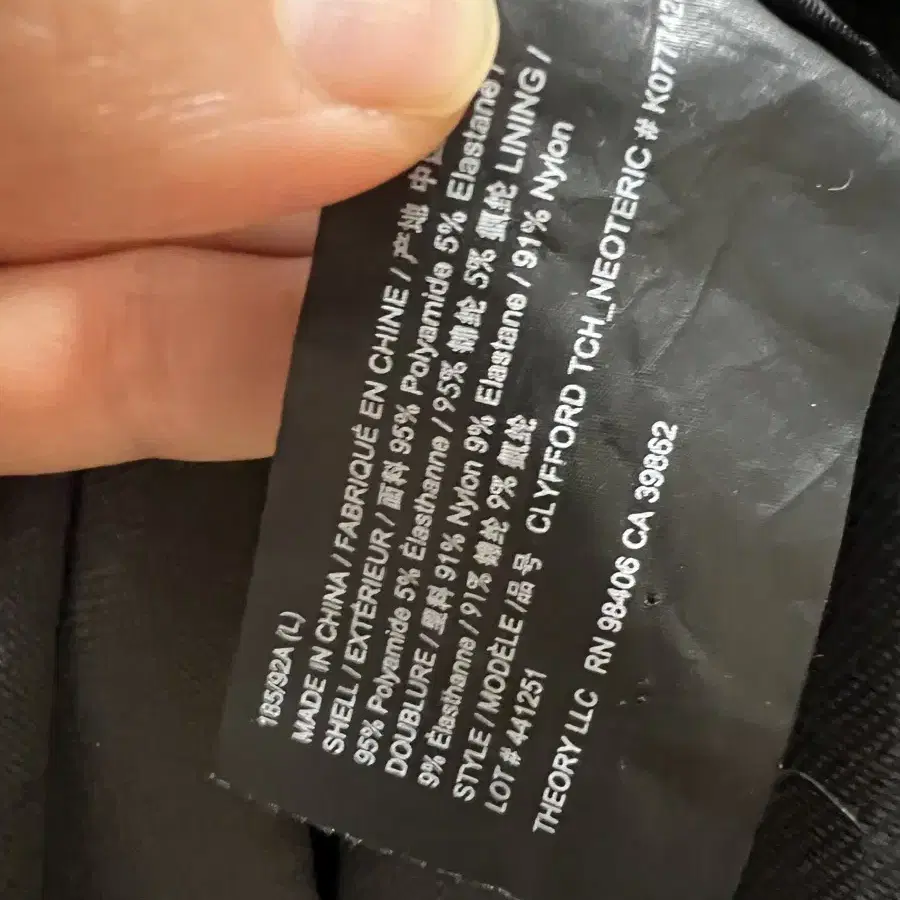 185/92A (L)
MADE IN CHINA / FABRIQUÉ EN CHINE / 产地 中
SHELL / EXTÉRIEUR / 面料 95% Polyamide 5% Elastane /
95% Polyamide 5% Élasthanne / 95% 锦纶 5% 氨纶 LINING /
DOUBLURE / 里料 91% Nylon 9% Elastane / 91% Nylon
9% Élasthanne / 91% 锦纶 9% 氨纶
STYLE / MODÈLE / 品号 CLYFFORD TCH_NEOTERIC # K077742
LOT # 441251
THEORY LLC RN 98406 CA 39862